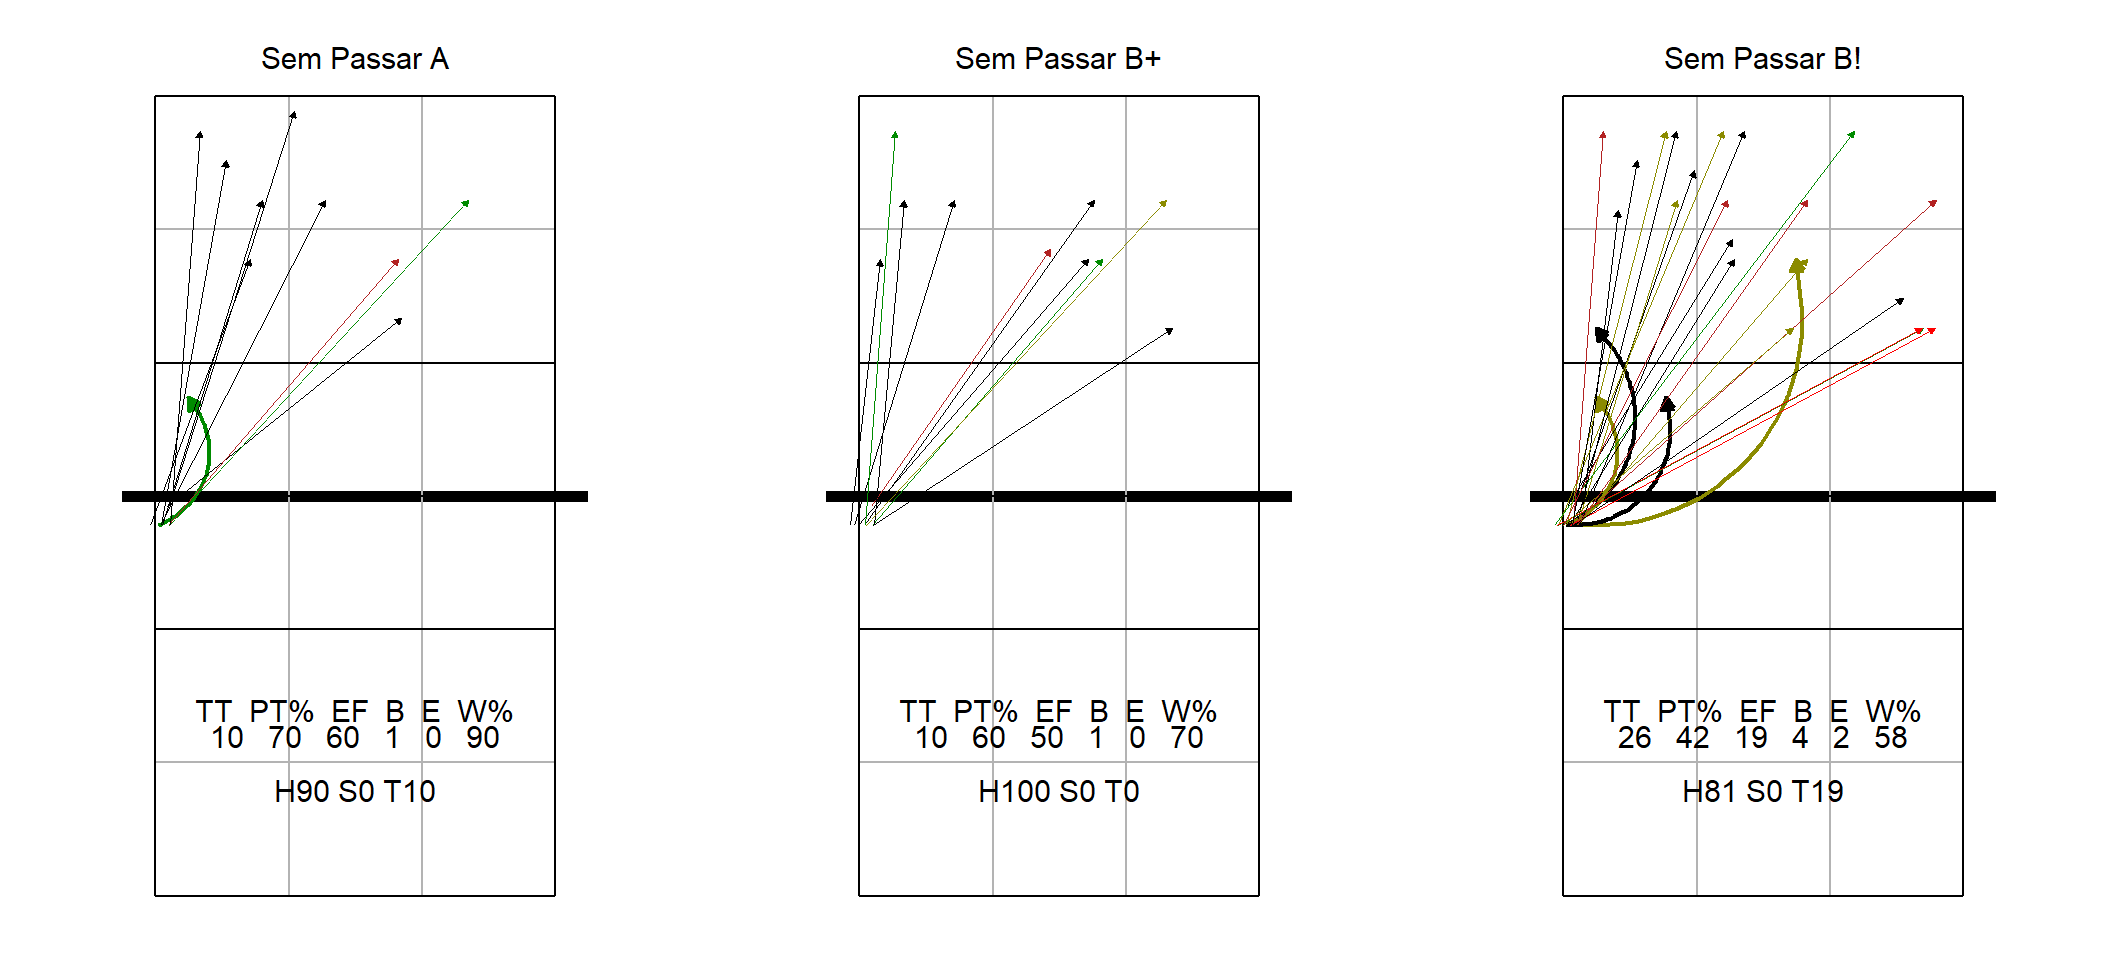 Sem Passar A
TT PT% EF B E W%
10 70 60 1 0 90
H90 S0 T10
Sem Passar B+
TT PT% EF B E W%
10 60 50 1 0 70
H100 S0 T0
Sem Passar B!
TT PT% EF B E W%
26 42 19 4 2 58
H81 S0 T19